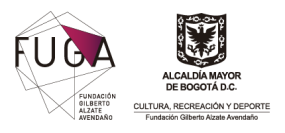 FUGA
FUNDACIÓN
GILBERTO
ALZATE
AVENDAÑO
ALCALDÍA MAYOR
DE BOGOTÁ D.C.
CULTURA, RECREACIÓN Y DEPORTE
Fundación Gilberto Alzate Avendaño